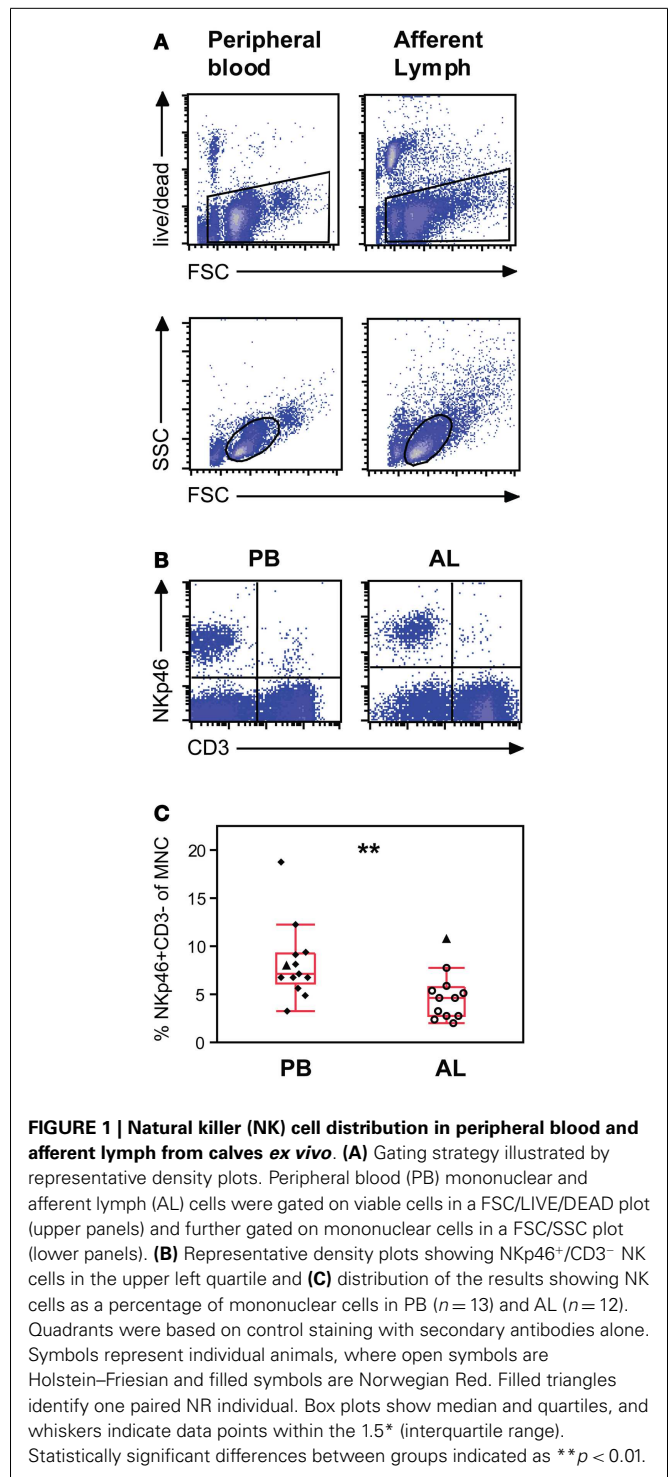 A
Peripheral blood
Afferent Lymph
live/dead
FSC
SSC
FSC
B
PB
AL
NKp46
CD3
C
% NKp46+CD3- of MNC
20
15
10
5
0
**
PB
AL
FIGURE 1 | Natural killer (NK) cell distribution in peripheral blood and
afferent lymph from calves ex vivo. (A) Gating strategy illustrated by
representative density plots. Peripheral blood (PB) mononuclear and
afferent lymph (AL) cells were gated on viable cells in a FSC/LIVE/DEAD plot
(upper panels) and further gated on mononuclear cells in a FSC/SSC plot
(lower panels). (B) Representative density plots showing NKp46⁺/CD3⁻ NK
cells in the upper left quartile and (C) distribution of the results showing NK
cells as a percentage of mononuclear cells in PB (n = 13) and AL (n = 12).
Quadrants were based on control staining with secondary antibodies alone.
Symbols represent individual animals, where open symbols are
Holstein–Friesian and filled symbols are Norwegian Red. Filled triangles
identify one paired NR individual. Box plots show median and quartiles, and
whiskers indicate data points within the 1.5* (interquartile range).
Statistically significant differences between groups indicated as **p < 0.01.